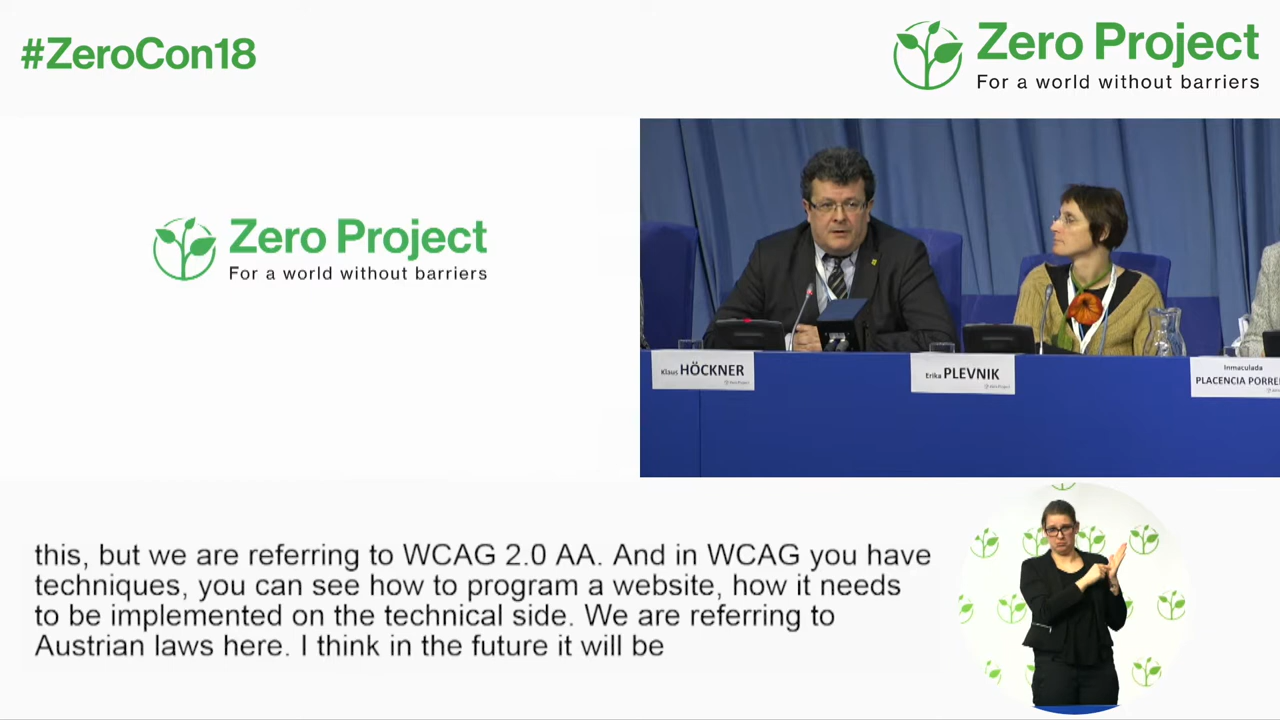 #ZeroCon18
Zero Project
For a world without barriers
Zero Project
For a world without barriers
Klaus HÖCKNER
Erika PLEVNIK
Inmaculada
PLACENCIA PORRE
this, but we are referring to WCAG 2.0 AA. And in WCAG you have
techniques, you can see how to program a website, how it needs
to be implemented on the technical side. We are referring to
Austrian laws here. I think in the future it will be